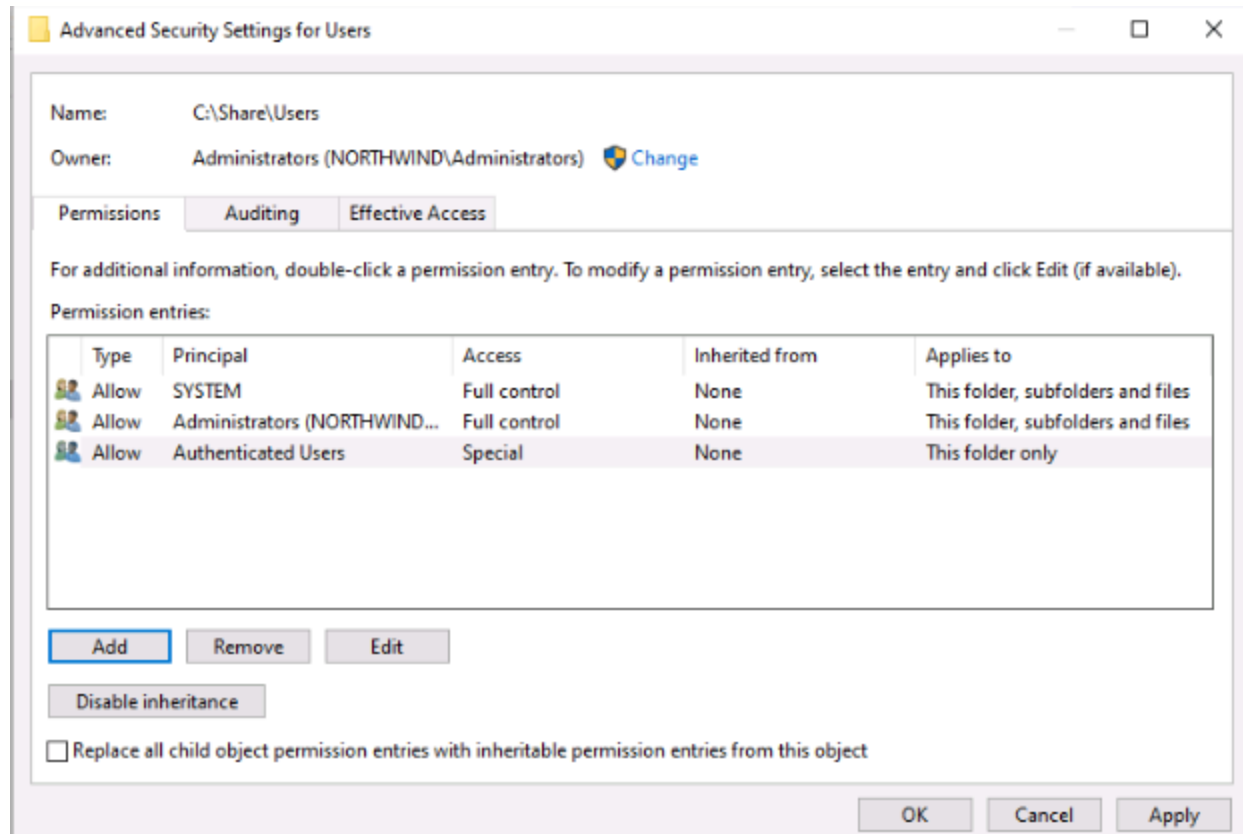 Advanced Security Settings for Users
Name: C:\Share\Users
Owner: Administrators (NORTHWIND\Administrators) Change
Permissions Auditing Effective Access
For additional information, double-click a permission entry. To modify a permission entry, select the entry and click Edit (if available).
Permission entries:
Type Principal Access Inherited from Applies to
Allow SYSTEM Full control None This folder, subfolders and files
Allow Administrators (NORTHWIND... Full control None This folder, subfolders and files
Allow Authenticated Users Special None This folder only
Add Remove Edit
Disable inheritance
Replace all child object permission entries with inheritable permission entries from this object
OK Cancel Apply